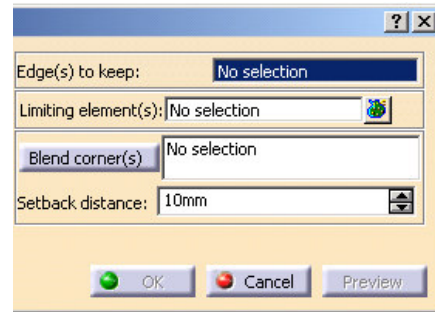 ? X
Edge(s) to keep: No selection
Limiting element(s): No selection
Blend corner(s) No selection
Setback distance: 10mm
OK Cancel Preview